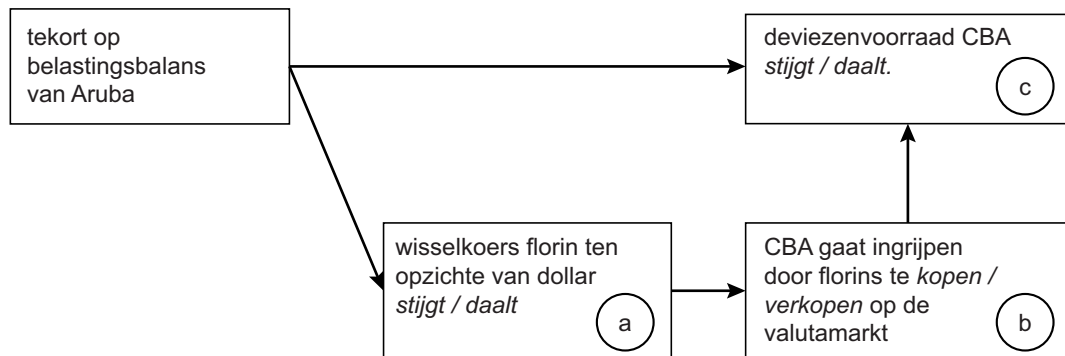 tekort op
belastingsbalans
van Aruba
deviezenvoorraad CBA
stijgt / daalt.
c
wisselkoers florin ten
opzichte van dollar
stijgt / daalt
a
CBA gaat ingrijpen
door florins te kopen /
verkopen op de
valutamarkt
b